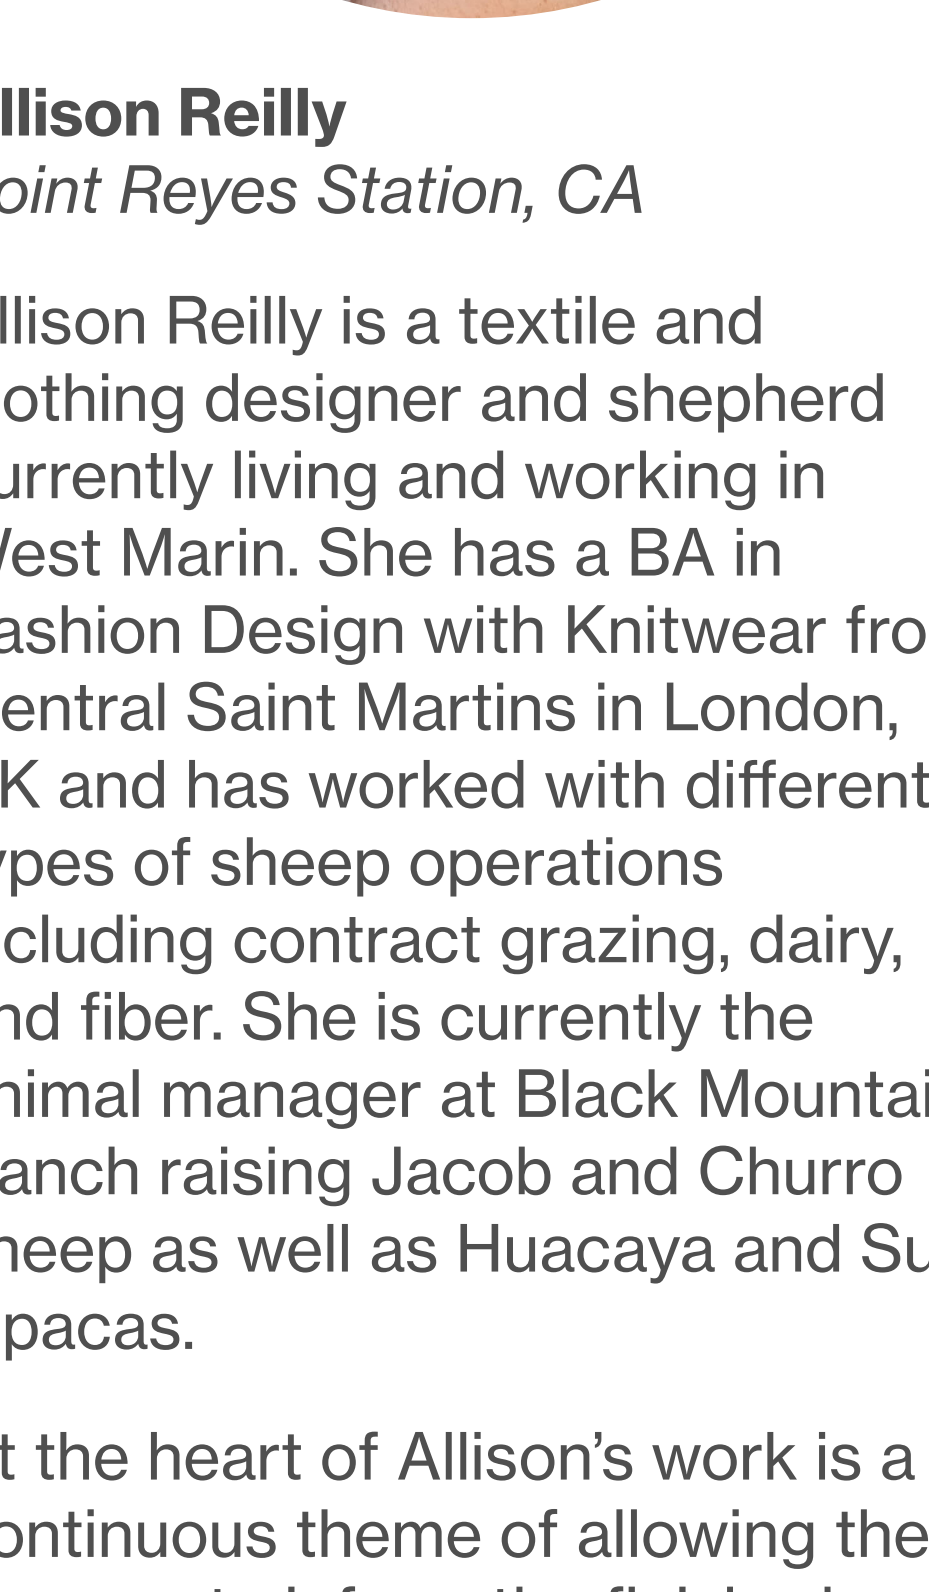 llison Reilly
oint Reyes Station, CA
llison Reilly is a textile and
othing designer and shepherd
urrently living and working in
West Marin. She has a BA in
ashion Design with Knitwear fro
entral Saint Martins in London,
K and has worked with different
ypes of sheep operations
cluding contract grazing, dairy,
nd fiber. She is currently the
nimal manager at Black Mountai
anch raising Jacob and Churro
heep as well as Huacaya and Su
pacas.
t the heart of Allison’s work is a
ontinuous theme of allowing the